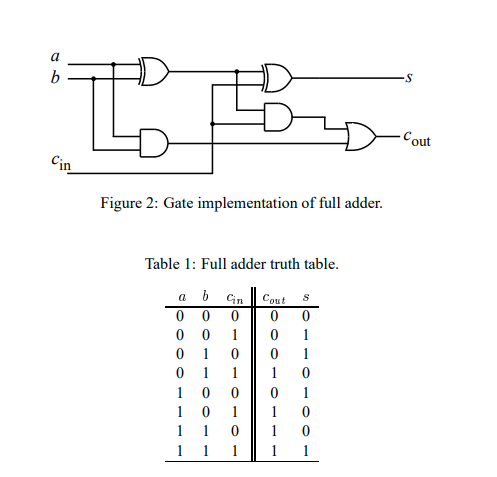 a
b
s
c_out
c_in
Figure 2: Gate implementation of full adder.
Table 1: Full adder truth table.
a b c_in c_out s
0 0 0 0 0
0 0 1 0 1
0 1 0 0 1
0 1 1 1 0
1 0 0 0 1
1 0 1 1 0
1 1 0 1 0
1 1 1 1 1